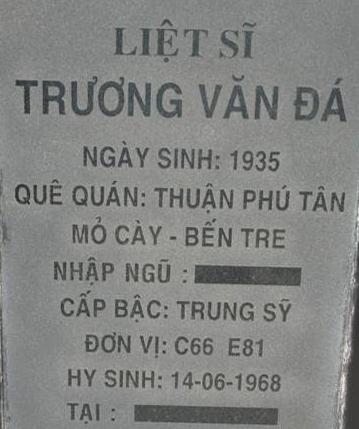 LIỆT SĨ
TRƯƠNG VĂN ĐÁ
NGÀY SINH: 1935
QUÊ QUÁN: THUẬN PHÚ TÂN
MỎ CÀY - BẾN TRE
NHẬP NGŨ :
CẤP BẬC: TRUNG SỸ
ĐƠN VỊ: C66 E81
HY SINH: 14-06-1968
TẠI :